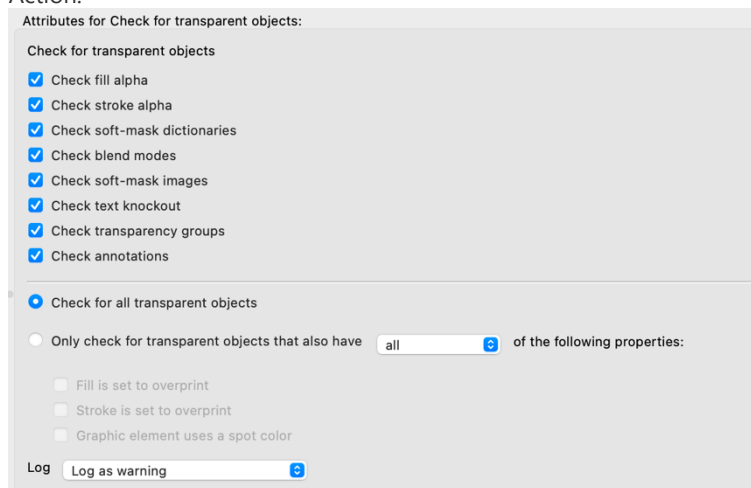 Action.
Attributes for Check for transparent objects:
Check for transparent objects
Check fill alpha
Check stroke alpha
Check soft-mask dictionaries
Check blend modes
Check soft-mask images
Check text knockout
Check transparency groups
Check annotations
Check for all transparent objects
Only check for transparent objects that also have all of the following properties:
Fill is set to overprint
Stroke is set to overprint
Graphic element uses a spot color
Log Log as warning